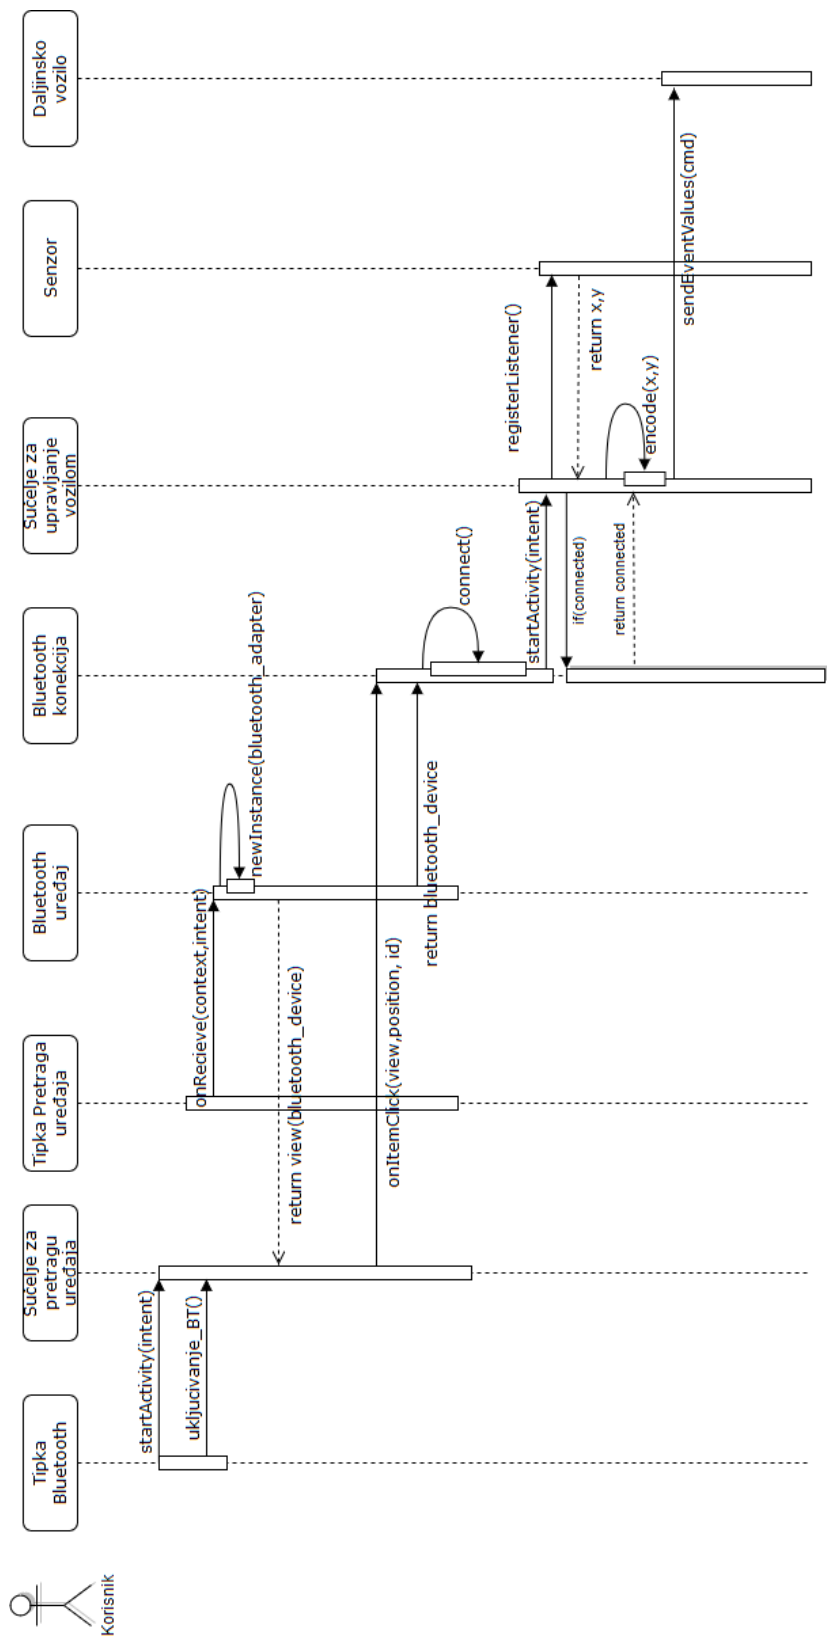 Korisnik
Tipka
Bluetooth
Sučelje za
pretragu
uređaja
Tipka Pretraga
uređaja
Bluetooth
uređaj
Bluetooth
konekcija
Sučelje za
upravljanje
vozilom
Senzor
Daljinsko
vozilo
startActivity(intent)
ukljucivanje_BT()
onRecieve(context,intent)
newInstance(bluetooth_adapter)
return view(bluetooth_device)
onItemClick(view,position, id)
return bluetooth_device
connect()
startActivity(intent)
registerListener()
if(connected)
return x,y
return connected
encode(x,y)
sendEventValues(cmd)